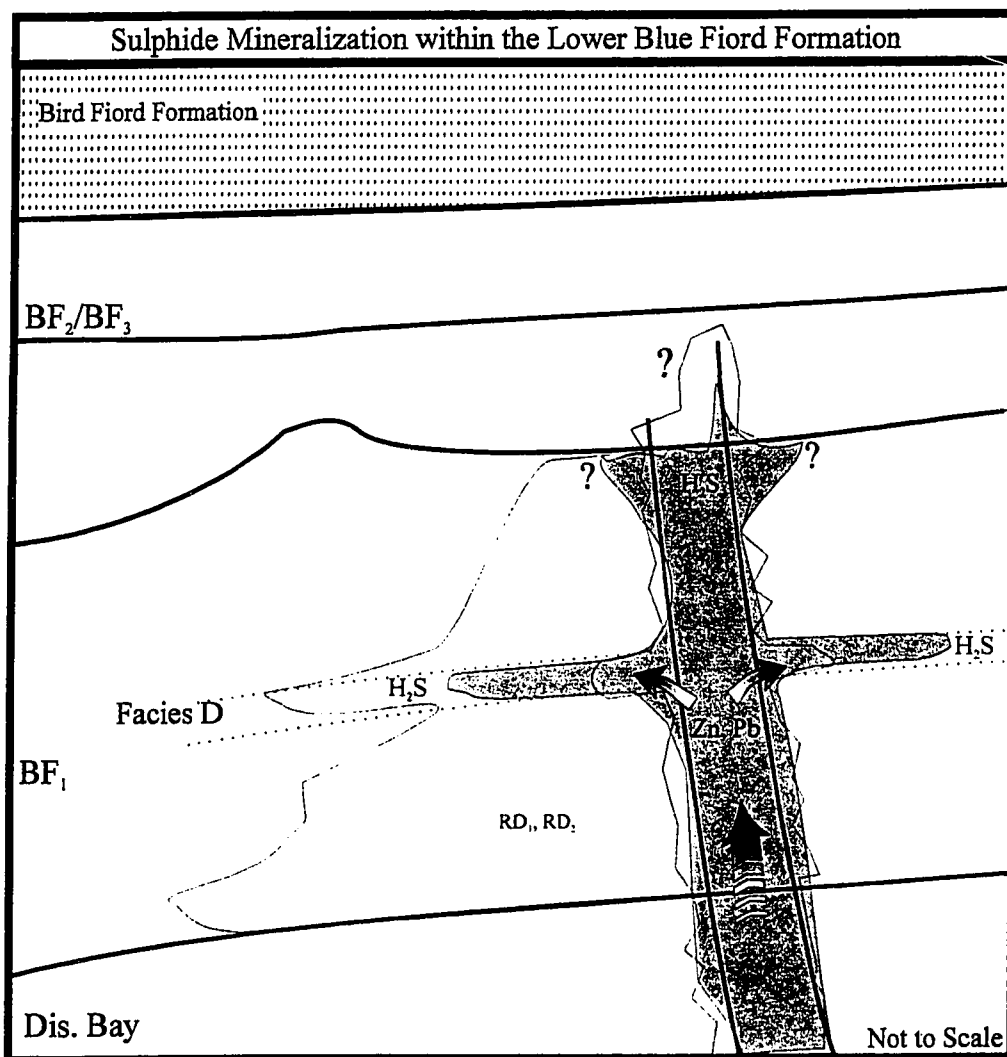 Sulphide Mineralization within the Lower Blue Fiord Formation
Bird Fiord Formation
BF₂/BF₃
?
? ?
H₂S
H₂S
H₂S
Facies D
Zn, Pb
BF₁
RD₁, RD₂
Dis. Bay
Not to Scale